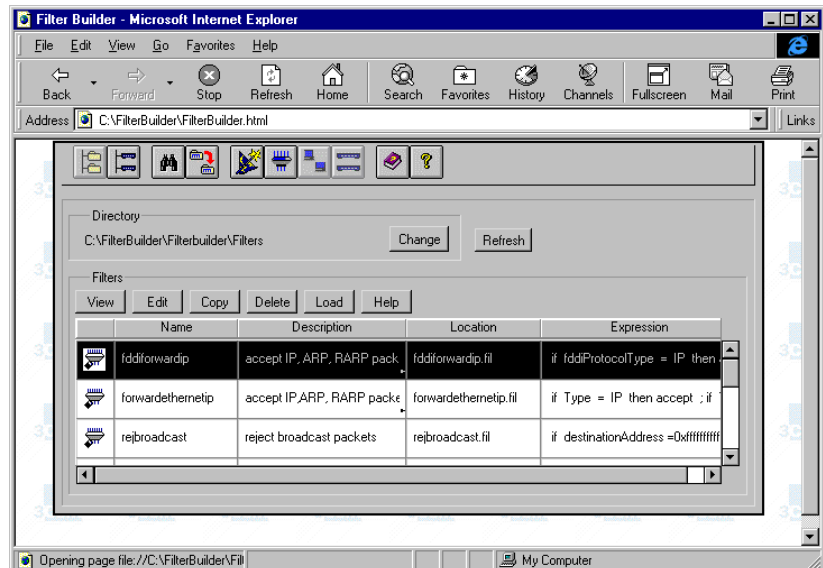 Filter Builder - Microsoft Internet Explorer
File Edit View Go Favorites Help
Back Forward Stop Refresh Home Search Favorites History Channels Fullscreen Mail Print
Address C:\FilterBuilder\FilterBuilder.html Links
Directory
C:\FilterBuilder\Filterbuilder\Filters Change Refresh
Filters
View Edit Copy Delete Load Help
Name Description Location Expression
fddiforwardip accept IP, ARP, RARP pack fddiforwardip.fil if fddiProtocolType = IP then
forwardethernetip accept IP,ARP, RARP packe forwardethernetip.fil if Type = IP then accept ; if
rejbroadcast reject broadcast packets rejbroadcast.fil if destinationAddress =0xffffffffff
Opening page file://C:\FilterBuilder\Fil My Computer